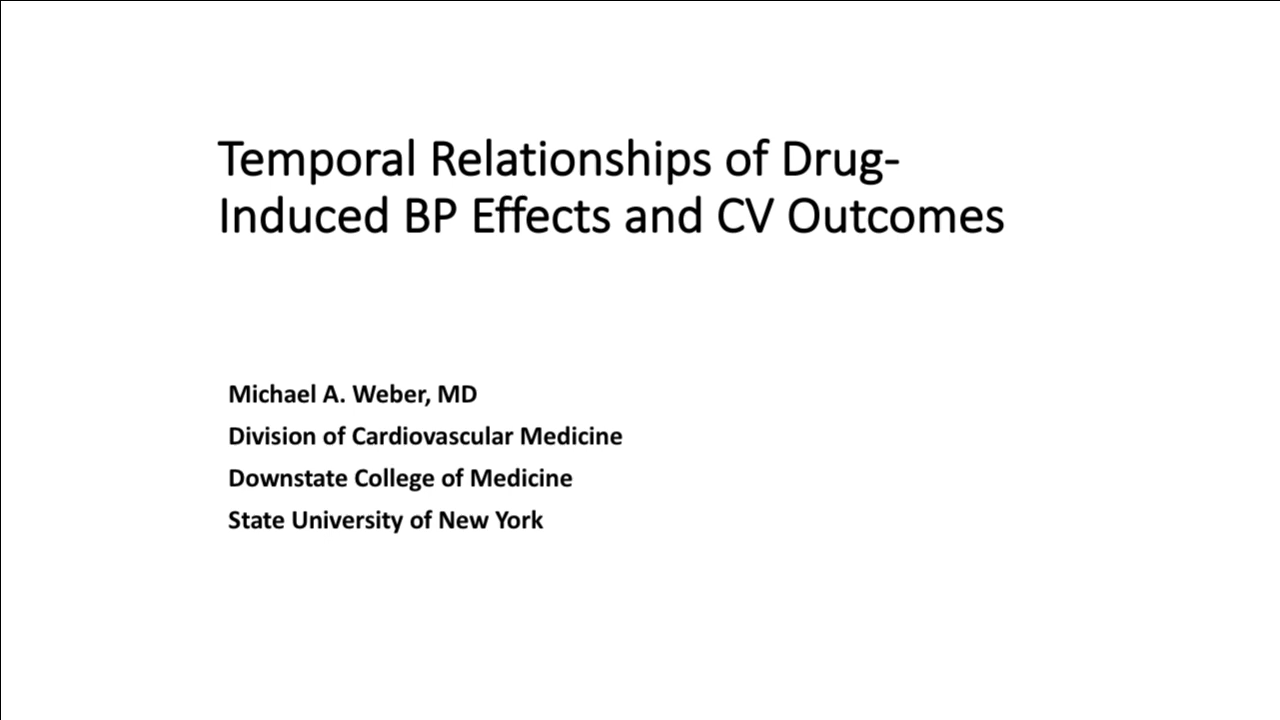 Temporal Relationships of Drug-
Induced BP Effects and CV Outcomes
Michael A. Weber, MD
Division of Cardiovascular Medicine
Downstate College of Medicine
State University of New York